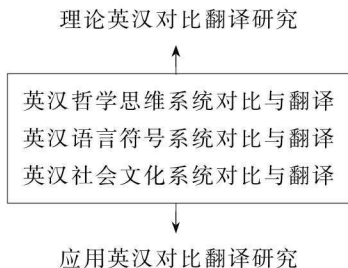 理论英汉对比翻译研究
英汉哲学思维系统对比与翻译
英汉语言符号系统对比与翻译
英汉社会文化系统对比与翻译
应用英汉对比翻译研究